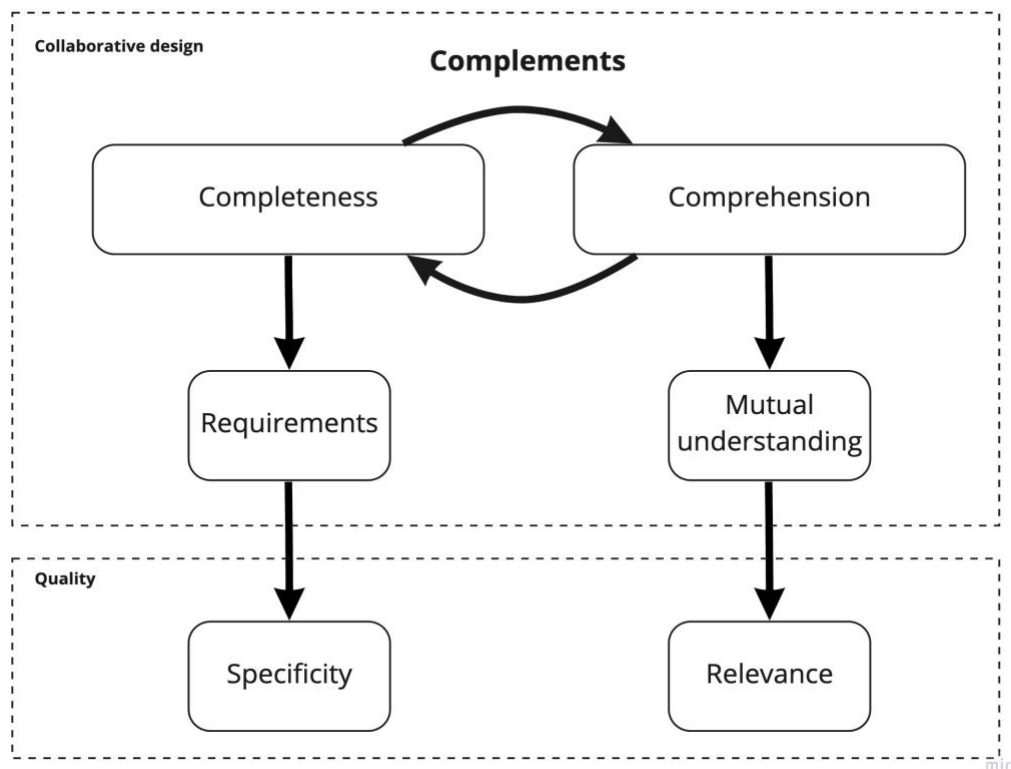 Collaborative design
Complements
Completeness
Comprehension
Requirements
Mutual
understanding
Quality
Specificity
Relevance